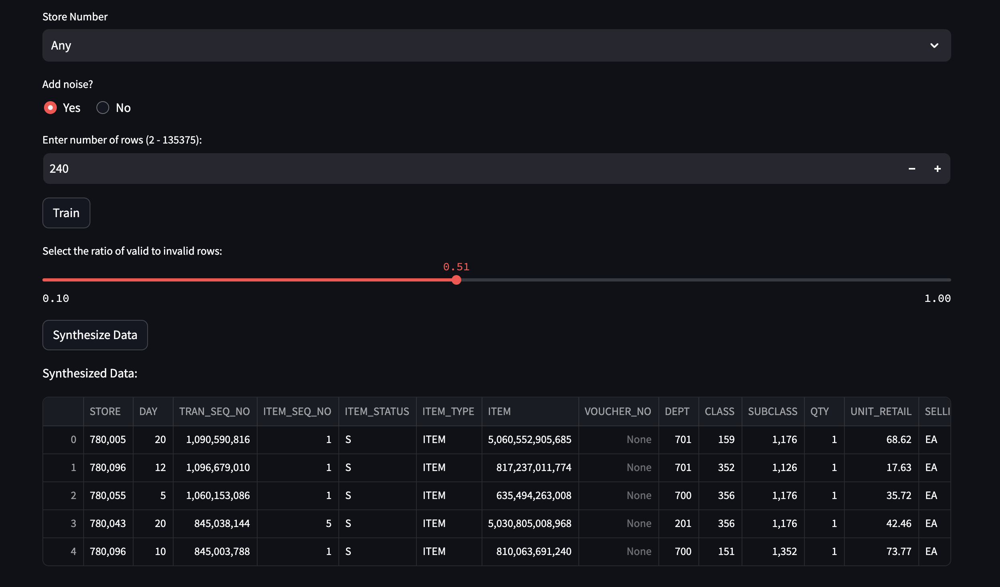 Store Number
Any
Add noise?
Yes No
Enter number of rows (2 - 135375):
240
Train
Select the ratio of valid to invalid rows:
0.51
0.10 1.00
Synthesize Data
Synthesized Data:
STORE DAY TRAN_SEQ_NO ITEM_SEQ_NO ITEM_STATUS ITEM_TYPE ITEM VOUCHER_NO DEPT CLASS SUBCLASS QTY UNIT_RETAIL SELLI
0 780,005 20 1,090,590,816 1 S ITEM 5,060,552,905,685 None 701 159 1,176 1 68.62 EA
1 780,096 12 1,096,679,010 1 S ITEM 817,237,011,774 None 701 352 1,126 1 17.63 EA
2 780,055 5 1,060,153,086 1 S ITEM 635,494,263,008 None 700 356 1,176 1 35.72 EA
3 780,043 20 845,038,144 5 S ITEM 5,030,805,008,968 None 201 356 1,176 1 42.46 EA
4 780,096 10 845,003,788 1 S ITEM 810,063,691,240 None 700 151 1,352 1 73.77 EA